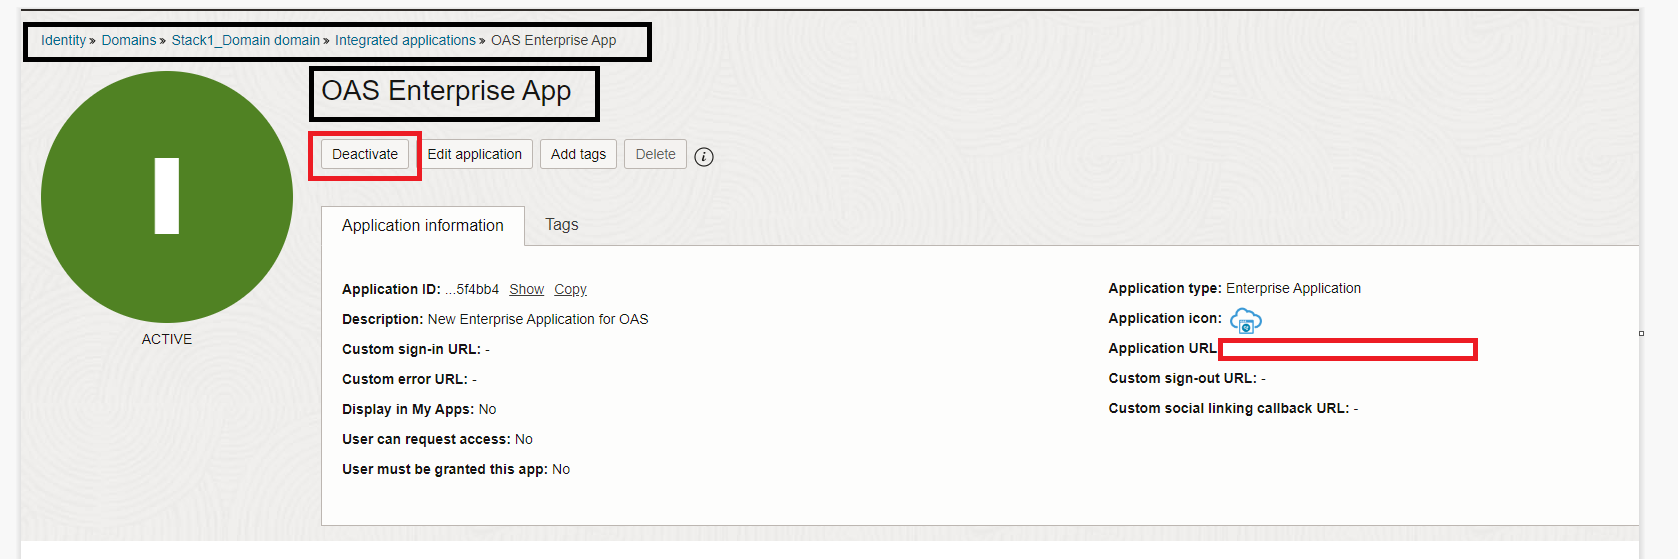 Identity » Domains » Stack1_Domain domain » Integrated applications » OAS Enterprise App
OAS Enterprise App
Deactivate Edit application Add tags Delete i
I
ACTIVE
Application information Tags
Application ID: ...5f4bb4 Show Copy
Description: New Enterprise Application for OAS
Custom sign-in URL: -
Custom error URL: -
Display in My Apps: No
User can request access: No
User must be granted this app: No
Application type: Enterprise Application
Application icon:
Application URL
Custom sign-out URL: -
Custom social linking callback URL: -